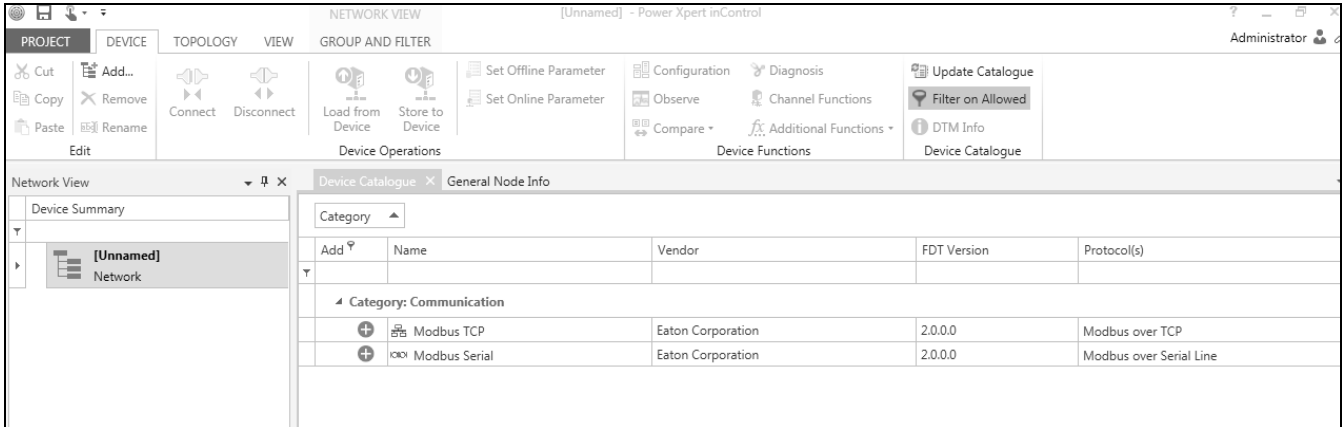 NETWORK VIEW [Unnamed] - Power Xpert inControl ?
PROJECT DEVICE TOPOLOGY VIEW GROUP AND FILTER Administrator
Cut Add... Set Offline Parameter Configuration Diagnosis Update Catalogue
Copy Remove Connect Disconnect Load from Device Store to Device Set Online Parameter Observe Channel Functions Filter on Allowed
Paste Rename Compare Additional Functions DTM Info
Edit Device Operations Device Functions Device Catalogue
Network View Device Catalogue General Node Info
Device Summary Category
Add Name Vendor FDT Version Protocol(s)
[Unnamed]
Network
Category: Communication
Modbus TCP Eaton Corporation 2.0.0.0 Modbus over TCP
Modbus Serial Eaton Corporation 2.0.0.0 Modbus over Serial Line